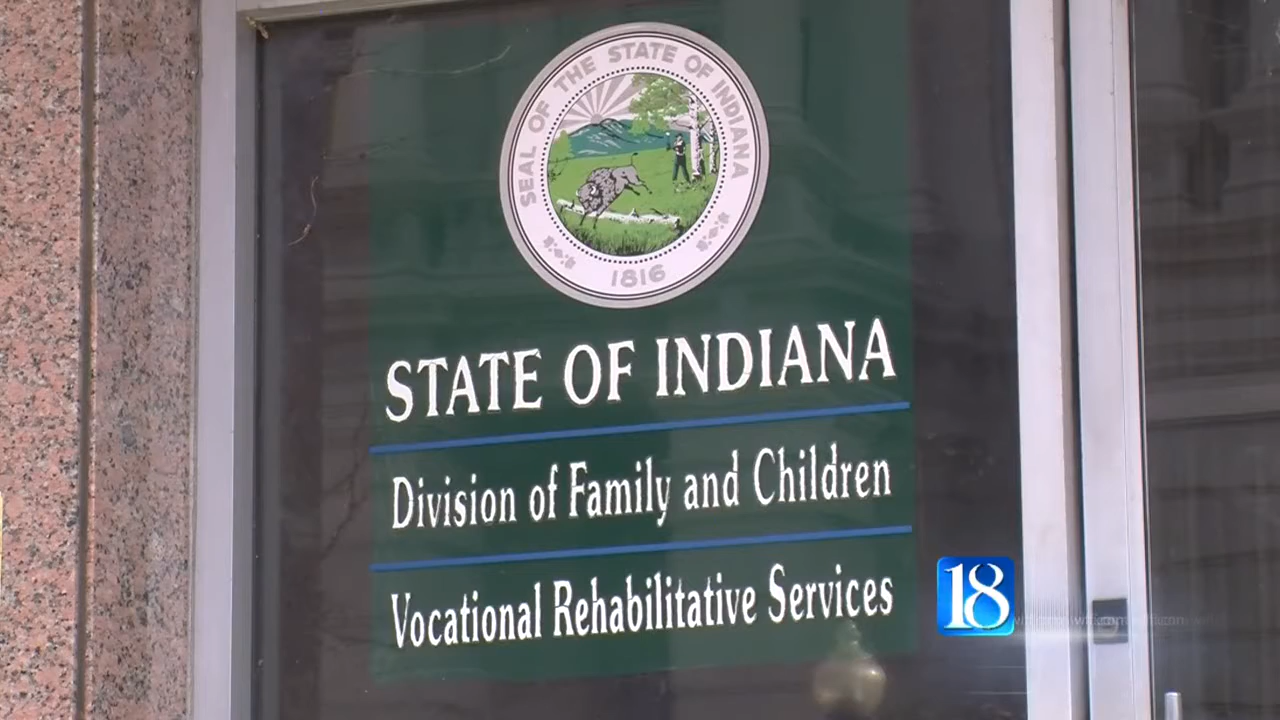 SEAL OF THE STATE OF INDIANA
1816
STATE OF INDIANA
Division of Family and Children
Vocational Rehabilitative Services
18